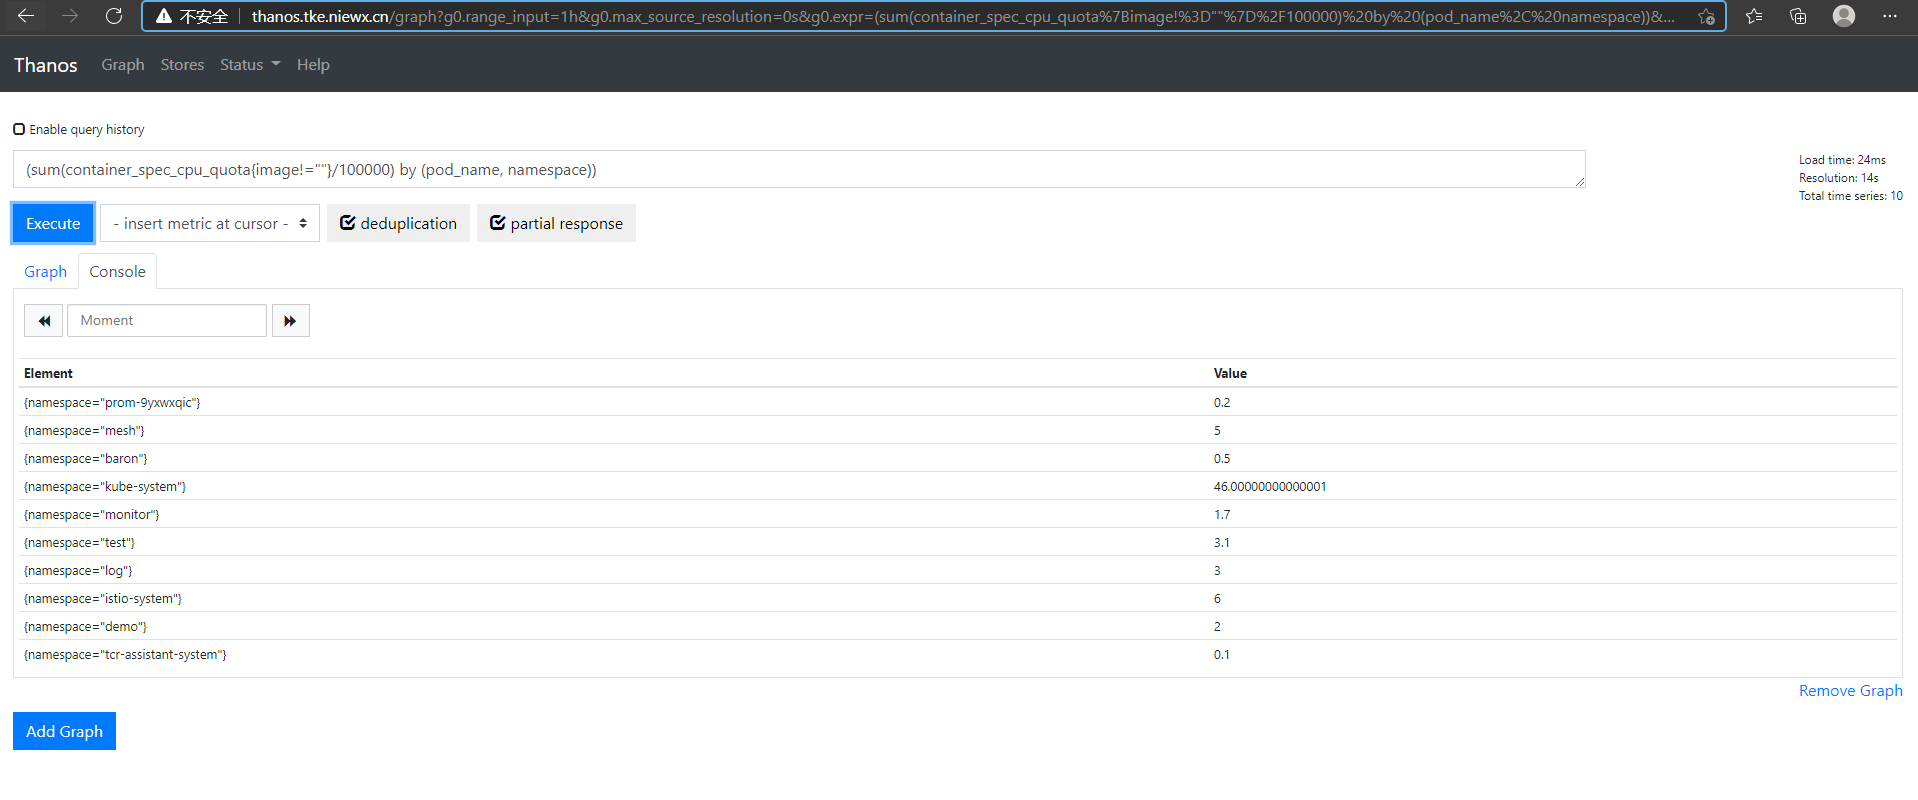 不安全 thanos.tke.niewx.cn/graph?g0.range_input=1h&g0.max_source_resolution=0s&g0.expr=(sum(container_spec_cpu_quota%7Bimage!%3D""%7D%2F100000)%20by%20(pod_name%2C%20namespace))&...
Thanos Graph Stores Status Help
Enable query history
(sum(container_spec_cpu_quota{image!=""}/100000) by (pod_name, namespace))
Load time: 24ms
Resolution: 14s
Total time series: 10
Execute - insert metric at cursor - deduplication partial response
Graph Console
Moment
Element Value
{namespace="prom-9yxwxqic"} 0.2
{namespace="mesh"} 5
{namespace="baron"} 0.5
{namespace="kube-system"} 46.00000000000001
{namespace="monitor"} 1.7
{namespace="test"} 3.1
{namespace="log"} 3
{namespace="istio-system"} 6
{namespace="demo"} 2
{namespace="tcr-assistant-system"} 0.1
Remove Graph
Add Graph